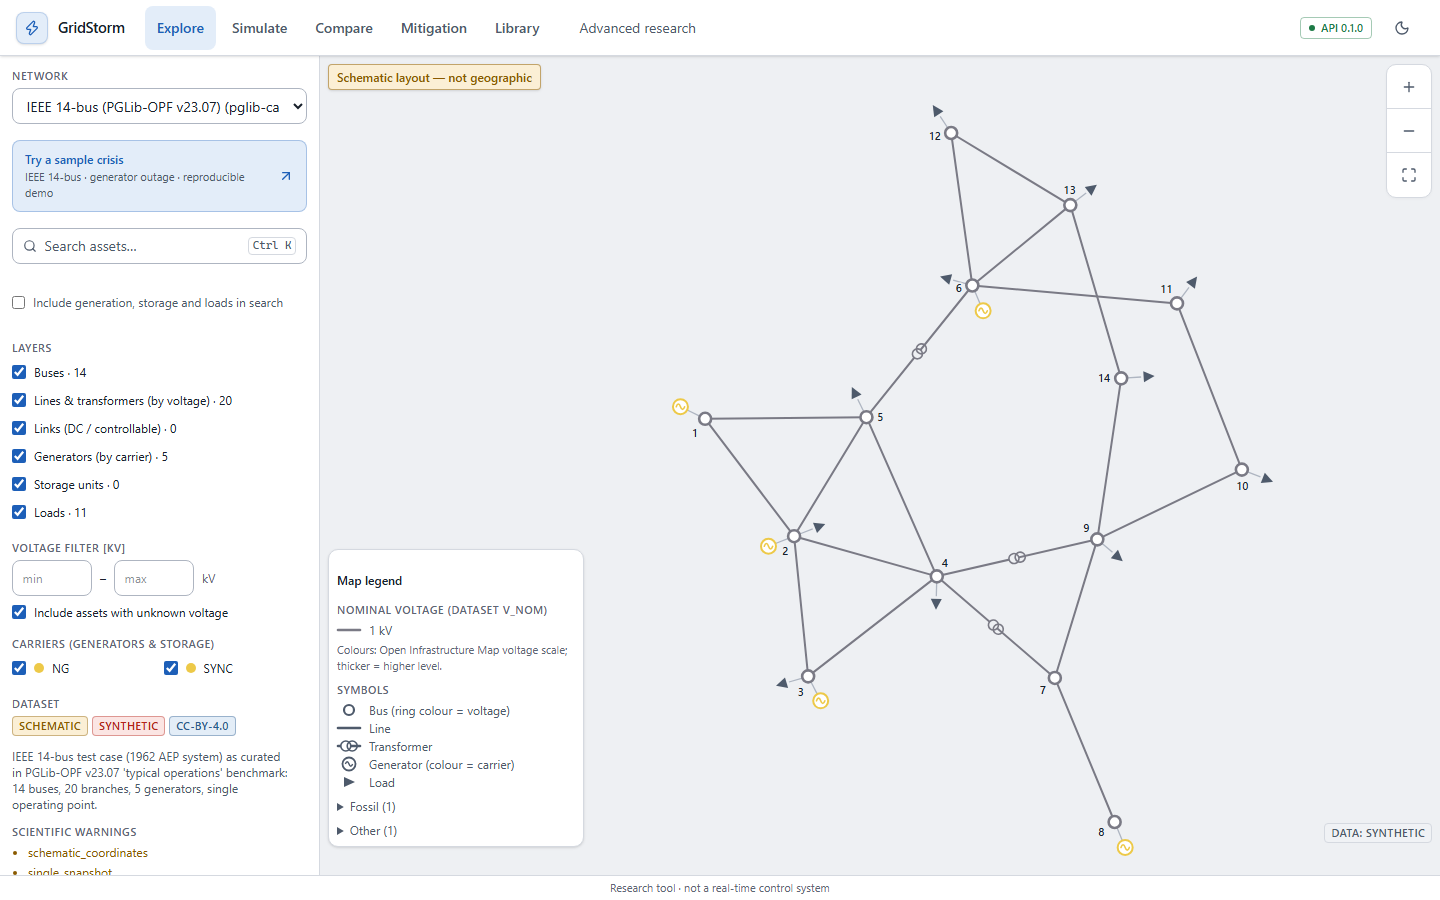 GridStorm
Explore
Simulate
Compare
Mitigation
Library
Advanced research
API 0.1.0
NETWORK
IEEE 14-bus (PGLib-OPF v23.07) (pglib-ca
Try a sample crisis
IEEE 14-bus · generator outage · reproducible
demo
Search assets...
Ctrl K
Include generation, storage and loads in search
LAYERS
Buses · 14
Lines & transformers (by voltage) · 20
Links (DC / controllable) · 0
Generators (by carrier) · 5
Storage units · 0
Loads · 11
VOLTAGE FILTER [KV]
min – max kV
Include assets with unknown voltage
CARRIERS (GENERATORS & STORAGE)
NG
SYNC
DATASET
SCHEMATIC
SYNTHETIC
CC-BY-4.0
IEEE 14-bus test case (1962 AEP system) as curated
in PGLib-OPF v23.07 'typical operations' benchmark:
14 buses, 20 branches, 5 generators, single
operating point.
SCIENTIFIC WARNINGS
• schematic_coordinates
• single_snapshot
Schematic layout — not geographic
12
13
6
11
14
5
1
10
9
2
4
3
7
8
Map legend
NOMINAL VOLTAGE (DATASET V_NOM)
1 kV
Colours: Open Infrastructure Map voltage scale;
thicker = higher level.
SYMBOLS
Bus (ring colour = voltage)
Line
Transformer
Generator (colour = carrier)
Load
Fossil (1)
Other (1)
DATA: SYNTHETIC
Research tool · not a real-time control system